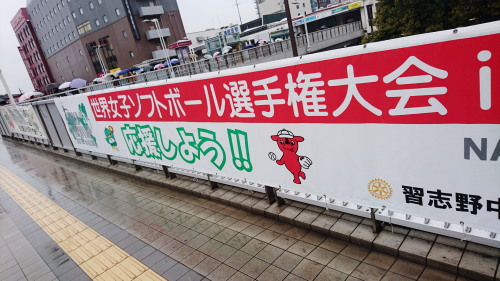 世界女子ソフトボール選手権大会 i
応援しよう!!
NA
習志野中